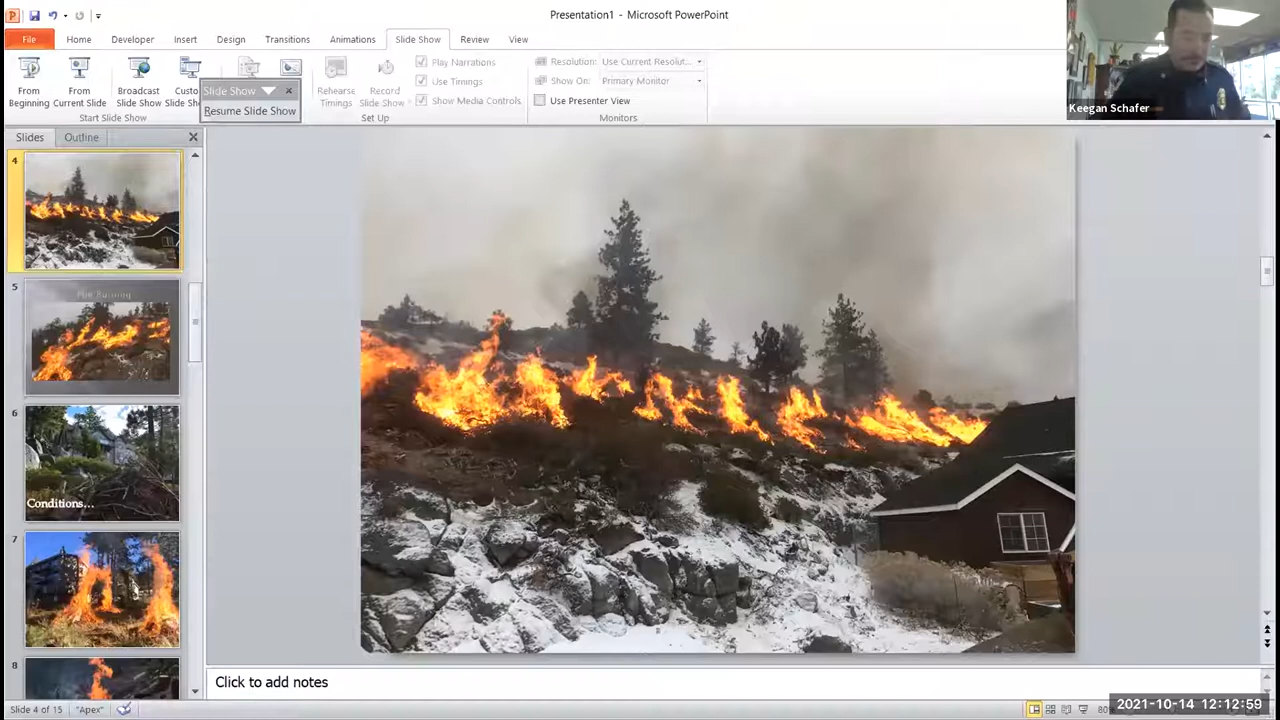 Presentation1 - Microsoft PowerPoint
File Home Developer Insert Design Transitions Animations Slide Show Review View
From Beginning
From Current Slide
Broadcast Slide Show
Custo
Slide Sh
Start Slide Show
Slide Show
Resume Slide Show
Rehearse Timings
Record Slide Show
Play Narrations
Use Timings
Show Media Controls
Set Up
Resolution: Use Current Resolut...
Show On: Primary Monitor
Use Presenter View
Monitors
Keegan Schafer
Slides Outline
4
5
6
Conditions...
7
8
Click to add notes
Slide 4 of 15 "Apex"
2021-10-14 12:12:59